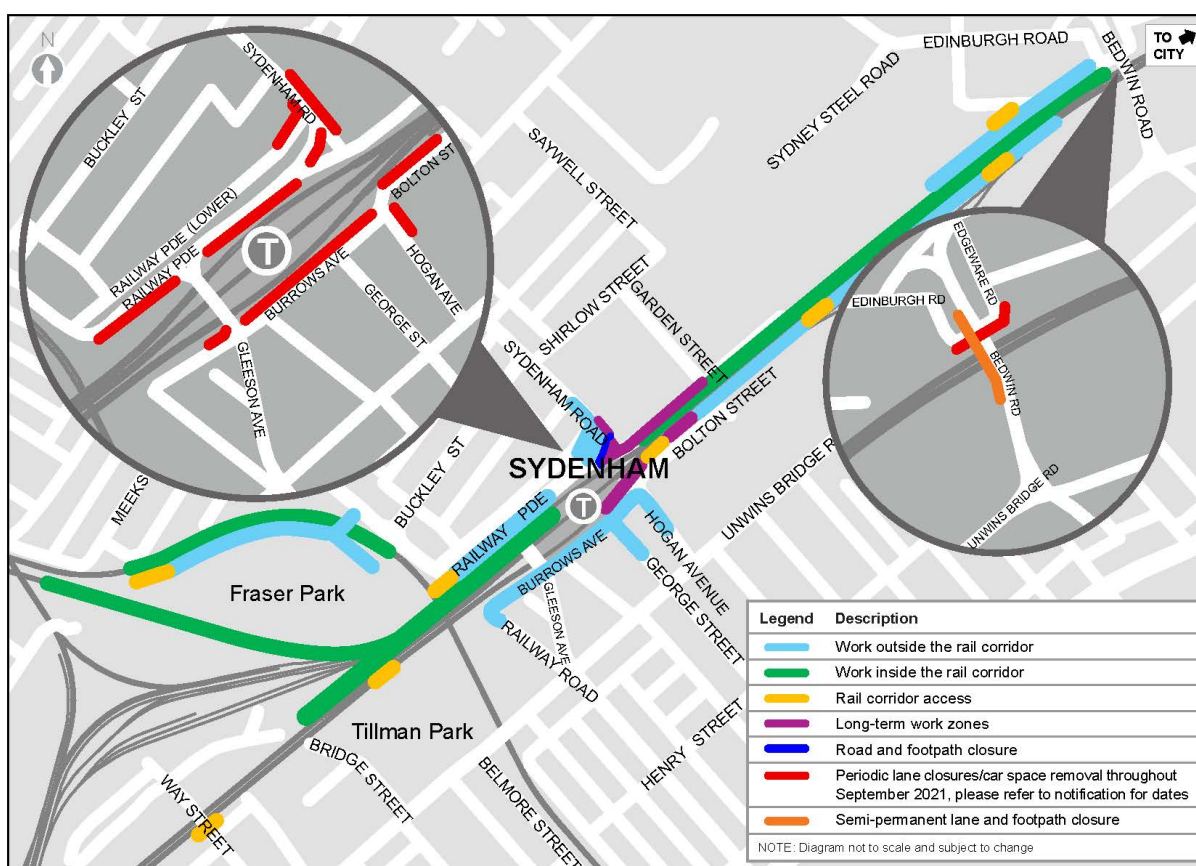 N
TO
CITY
EDINBURGH ROAD
BEDWIN ROAD
SYDNEY STEEL ROAD
SYDENHAM RD
BUCKLEY ST
BOLTON ST
RAILWAY PDE (LOWER)
RAILWAY PDE
T
BURROWS AVE
HOGAN AVE
GEORGE ST
GLEESON AVE
SAYWELL STREET
SHIRLOW STREET
GARDEN STREET
SYDENHAM ROAD
BOLTON STREET
EDGEWARE RD
EDINBURGH RD
BEDWIN RD
UNWINS BRIDGE RD
SYDENHAM
T
UNWINS BRIDGE R
MEEKS
BUCKLEY ST
RAILWAY PDE
BURROWS AVE
HOGAN AVENUE
GEORGE STREET
GLEESON AVE
RAILWAY ROAD
Fraser Park
Tillman Park
BRIDGE STREET
BELMORE STREET
HENRY STREET
WAY STREET
Legend Description
Work outside the rail corridor
Work inside the rail corridor
Rail corridor access
Long-term work zones
Road and footpath closure
Periodic lane closures/car space removal throughout
September 2021, please refer to notification for dates
Semi-permanent lane and footpath closure
NOTE: Diagram not to scale and subject to change